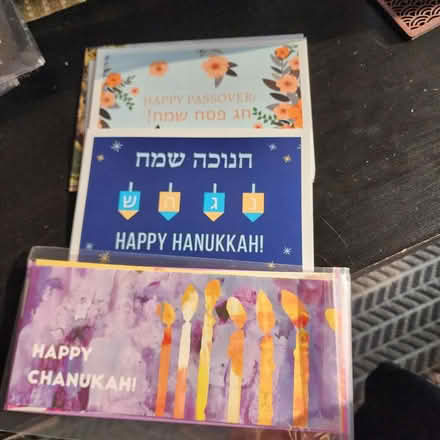 HAPPY PASSOVER!
חג פסח שמח!
חנוכה שמח
נ ג ה ש
HAPPY HANUKKAH!
HAPPY
CHANUKAH!